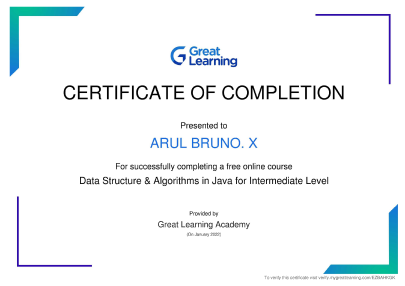 Great
Learning
CERTIFICATE OF COMPLETION
Presented to
ARUL BRUNO. X
For successfully completing a free online course
Data Structure & Algorithms in Java for Intermediate Level
Provided by
Great Learning Academy
(On January 2022)
To verify this certificate visit verify.mygreatlearning.com/